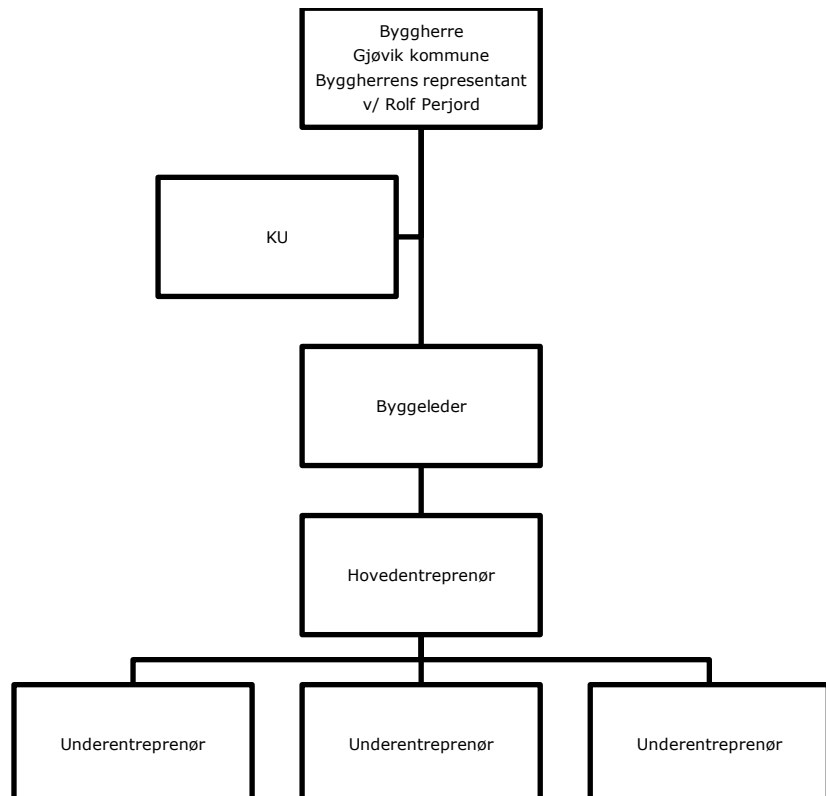 Byggherre
Gjøvik kommune
Byggherrens representant
v/ Rolf Perjord
KU
Byggeleder
Hovedentreprenør
Underentreprenør
Underentreprenør
Underentreprenør